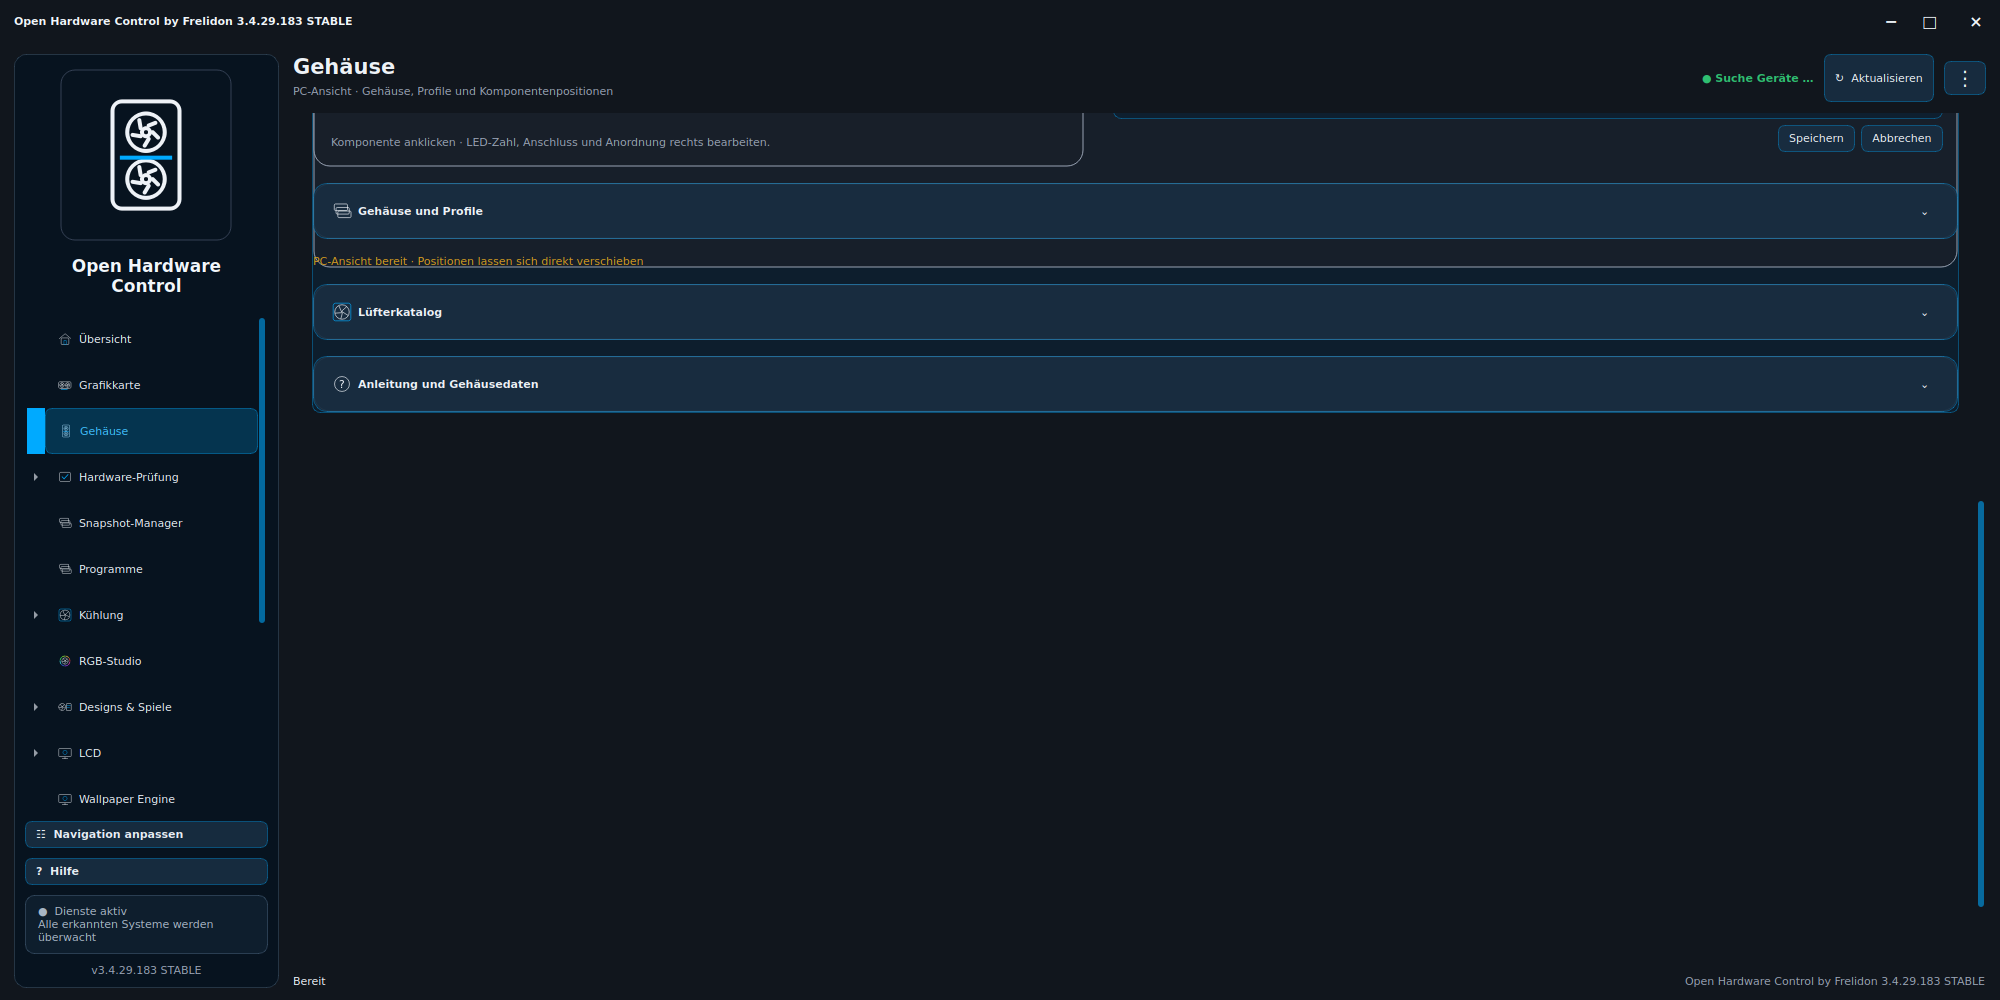 Open Hardware Control by Frelidon 3.4.29.183 STABLE
Open Hardware
Control
Übersicht
Grafikkarte
Gehäuse
Hardware-Prüfung
Snapshot-Manager
Programme
Kühlung
RGB-Studio
Designs & Spiele
LCD
Wallpaper Engine
Navigation anpassen
? Hilfe
Dienste aktiv
Alle erkannten Systeme werden
überwacht
v3.4.29.183 STABLE
Gehäuse
PC-Ansicht · Gehäuse, Profile und Komponentenpositionen
Suche Geräte …
Aktualisieren
Komponente anklicken · LED-Zahl, Anschluss und Anordnung rechts bearbeiten.
Speichern
Abbrechen
Gehäuse und Profile
PC-Ansicht bereit · Positionen lassen sich direkt verschieben
Lüfterkatalog
? Anleitung und Gehäusedaten
Bereit
Open Hardware Control by Frelidon 3.4.29.183 STABLE